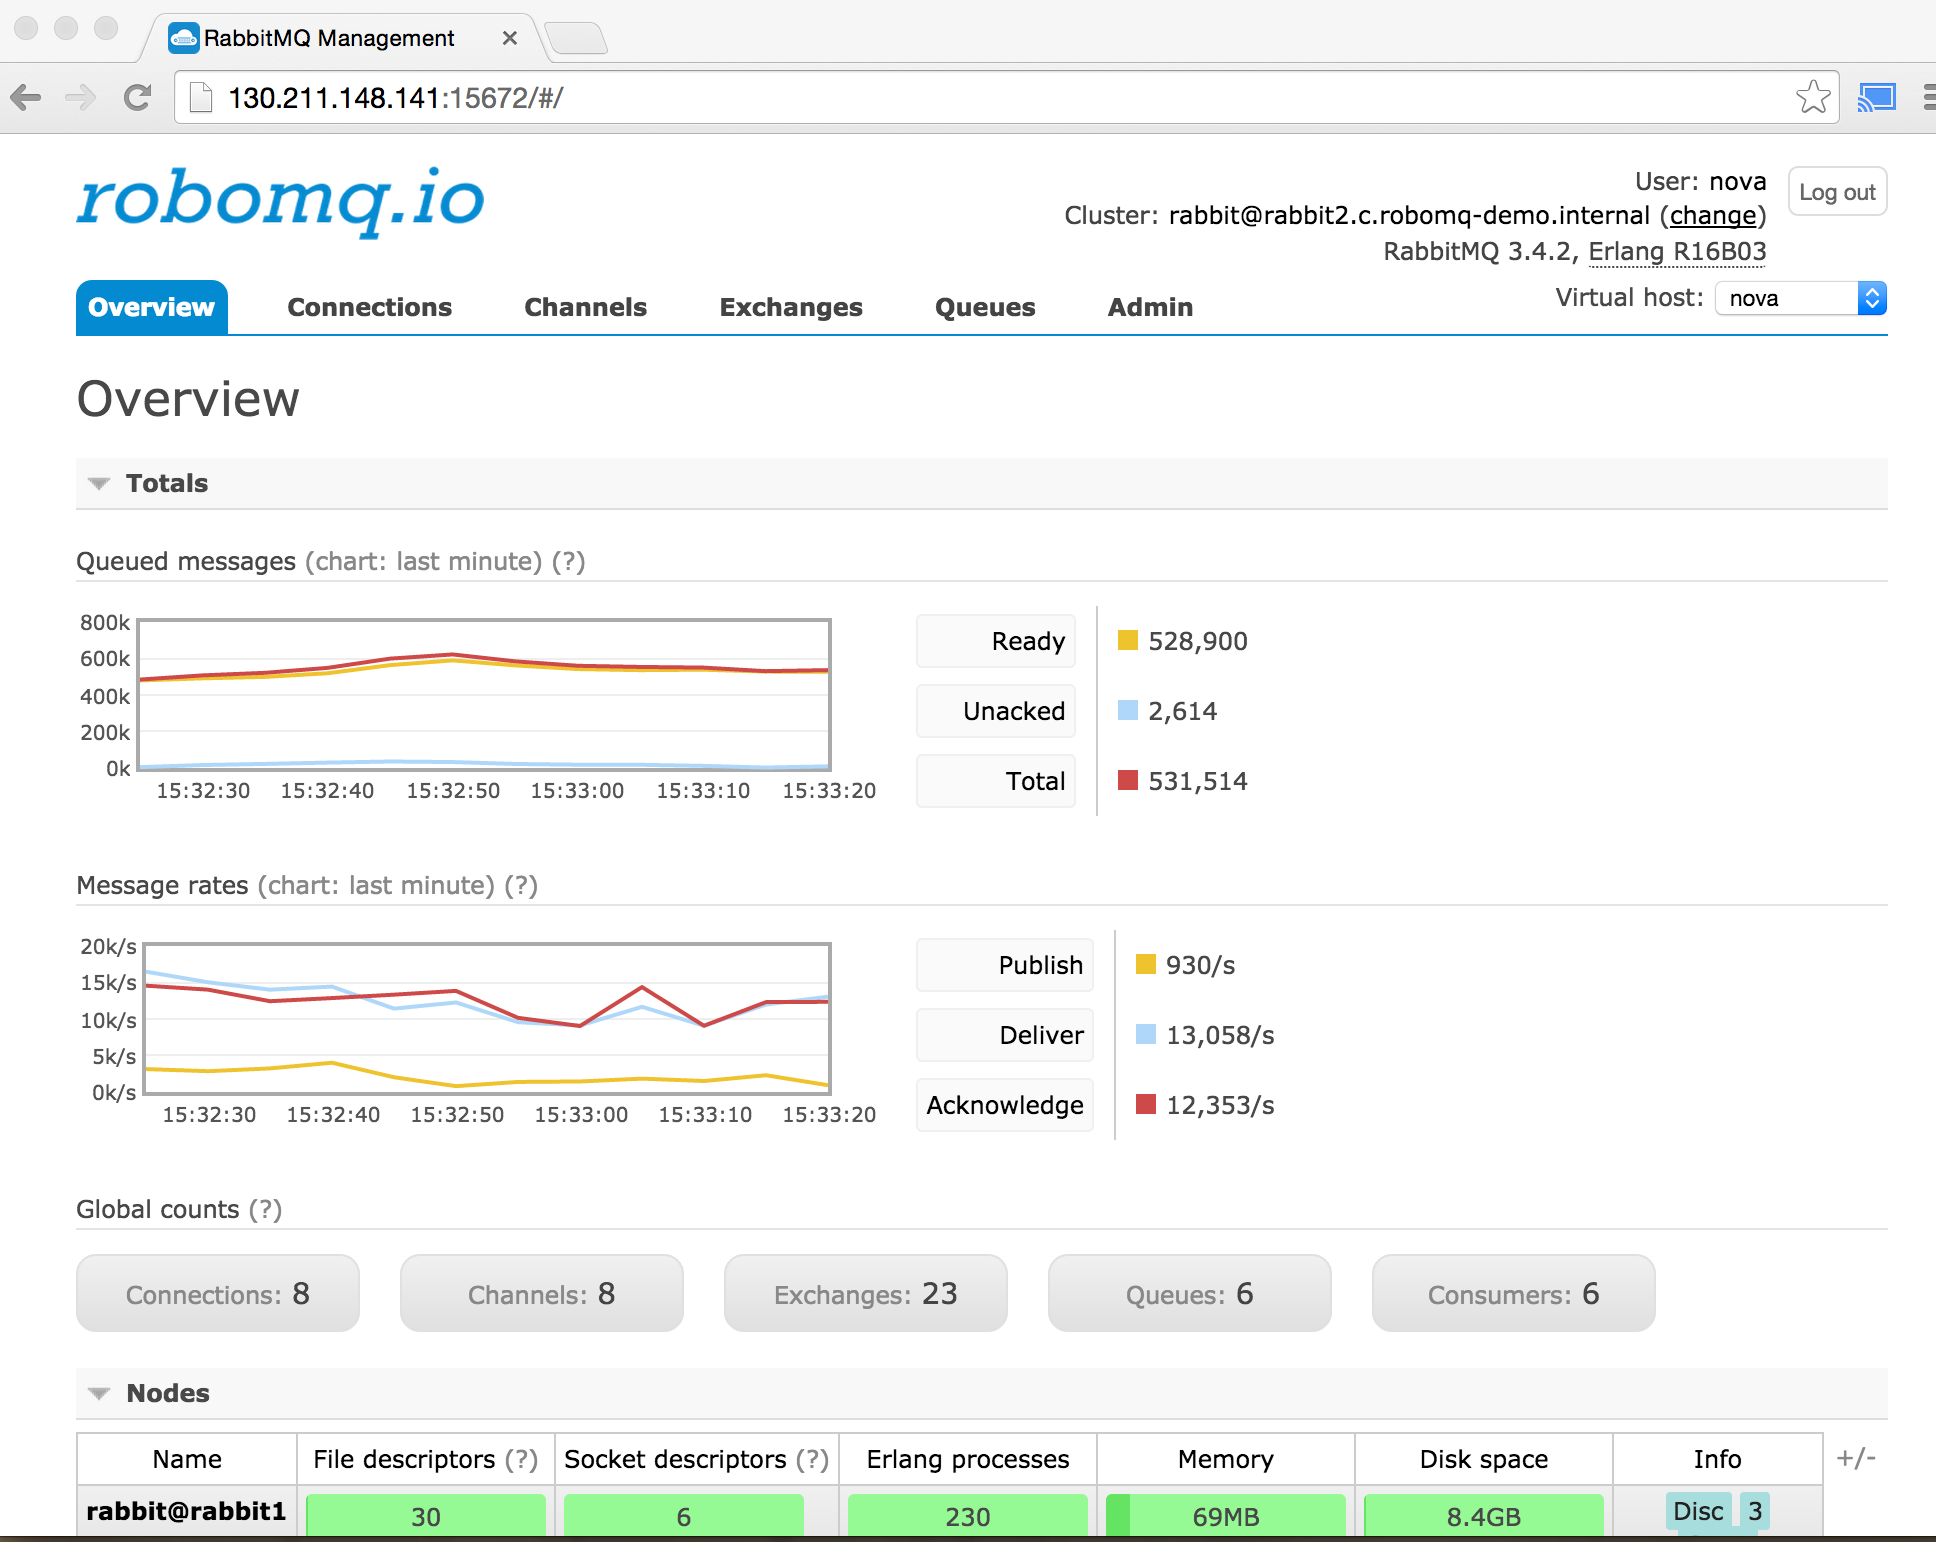 RabbitMQ Management
130.211.148.141:15672/#/
robomq.io
User: nova
Log out
Cluster: rabbit@rabbit2.c.robomq-demo.internal (change)
RabbitMQ 3.4.2, Erlang R16B03
Overview Connections Channels Exchanges Queues Admin
Virtual host: nova
Overview
Totals
Queued messages (chart: last minute) (?)
800k
600k
400k
200k
0k
15:32:30 15:32:40 15:32:50 15:33:00 15:33:10 15:33:20
Ready 528,900
Unacked 2,614
Total 531,514
Message rates (chart: last minute) (?)
20k/s
15k/s
10k/s
5k/s
0k/s
15:32:30 15:32:40 15:32:50 15:33:00 15:33:10 15:33:20
Publish 930/s
Deliver 13,058/s
Acknowledge 12,353/s
Global counts (?)
Connections: 8 Channels: 8 Exchanges: 23 Queues: 6 Consumers: 6
Nodes
Name File descriptors (?) Socket descriptors (?) Erlang processes Memory Disk space Info +/-
rabbit@rabbit1 30 6 230 69MB 8.4GB Disc 3